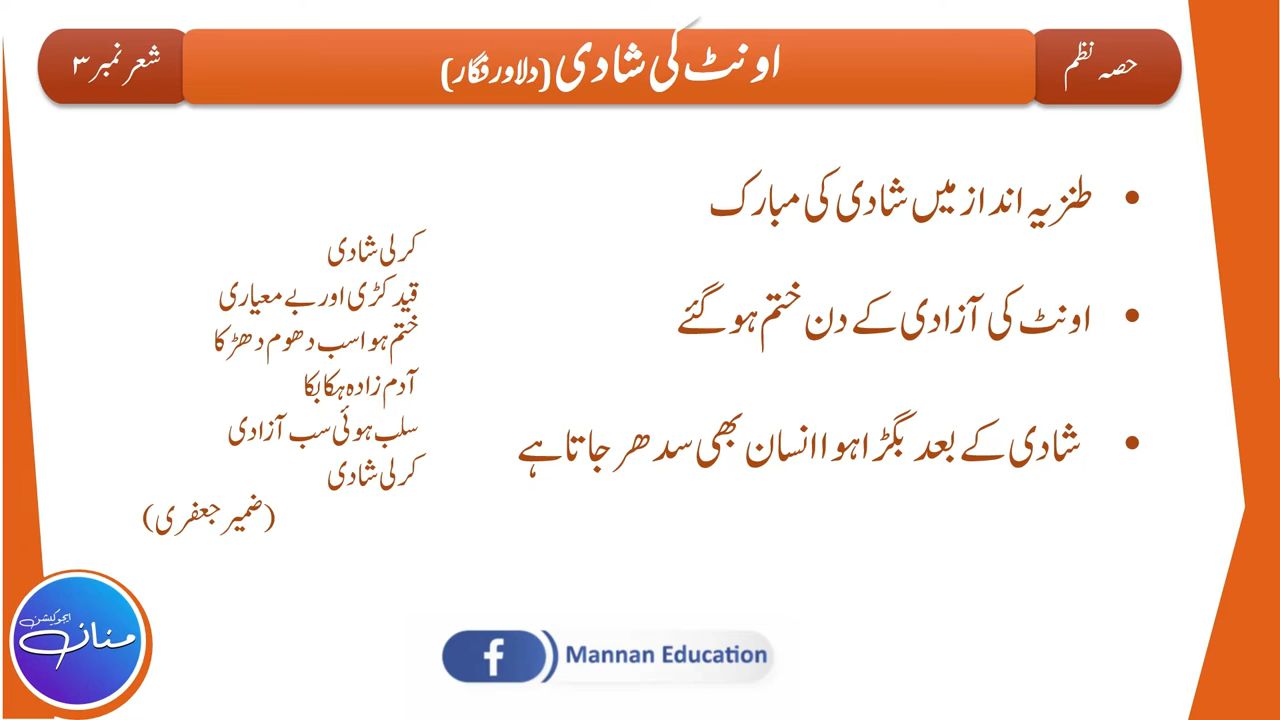 حصہ نظم
اونٹ کی شادی (دلاور فگار)
شعر نمبر ۳
• طنزیہ انداز میں شادی کی مبارک
• اونٹ کی آزادی کے دن ختم ہو گئے
• شادی کے بعد بگڑا ہوا انسان بھی سدھر جاتا ہے
کر لی شادی
قید کڑی اور بے معیاری
ختم ہوا سب دھوم دھڑکا
آدم زادہ ہکا بکا
سلب ہوئی سب آزادی
کر لی شادی
(ضمیر جعفری)
ایجوکیشن
منان
f Mannan Education